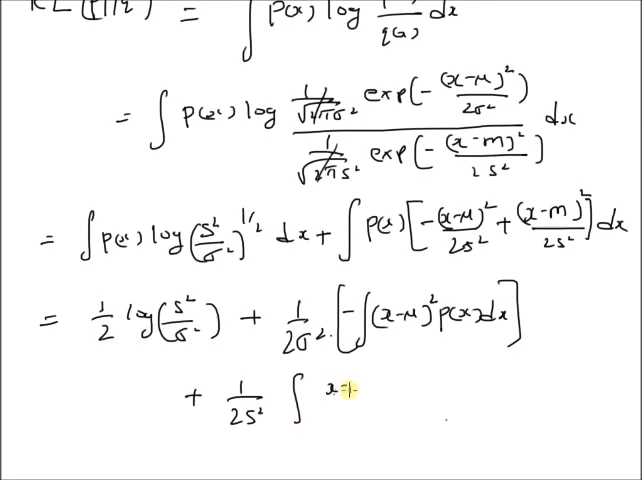 KL(p||q) = ∫ p(x) log p(x)/q(x) dx
= ∫ p(x) log (1/√2πσ² exp(-(x-μ)²/2σ²)) / (1/√2πs² exp(-(x-m)²/2s²)) dx
= ∫ p(x) log(s²/σ²)^1/2 dx + ∫ p(x) [-(x-μ)²/2σ² + (x-m)²/2s²] dx
= 1/2 log(s²/σ²) + 1/2σ² · [-∫(x-μ)² p(x) dx]
+ 1/2s² ∫ x